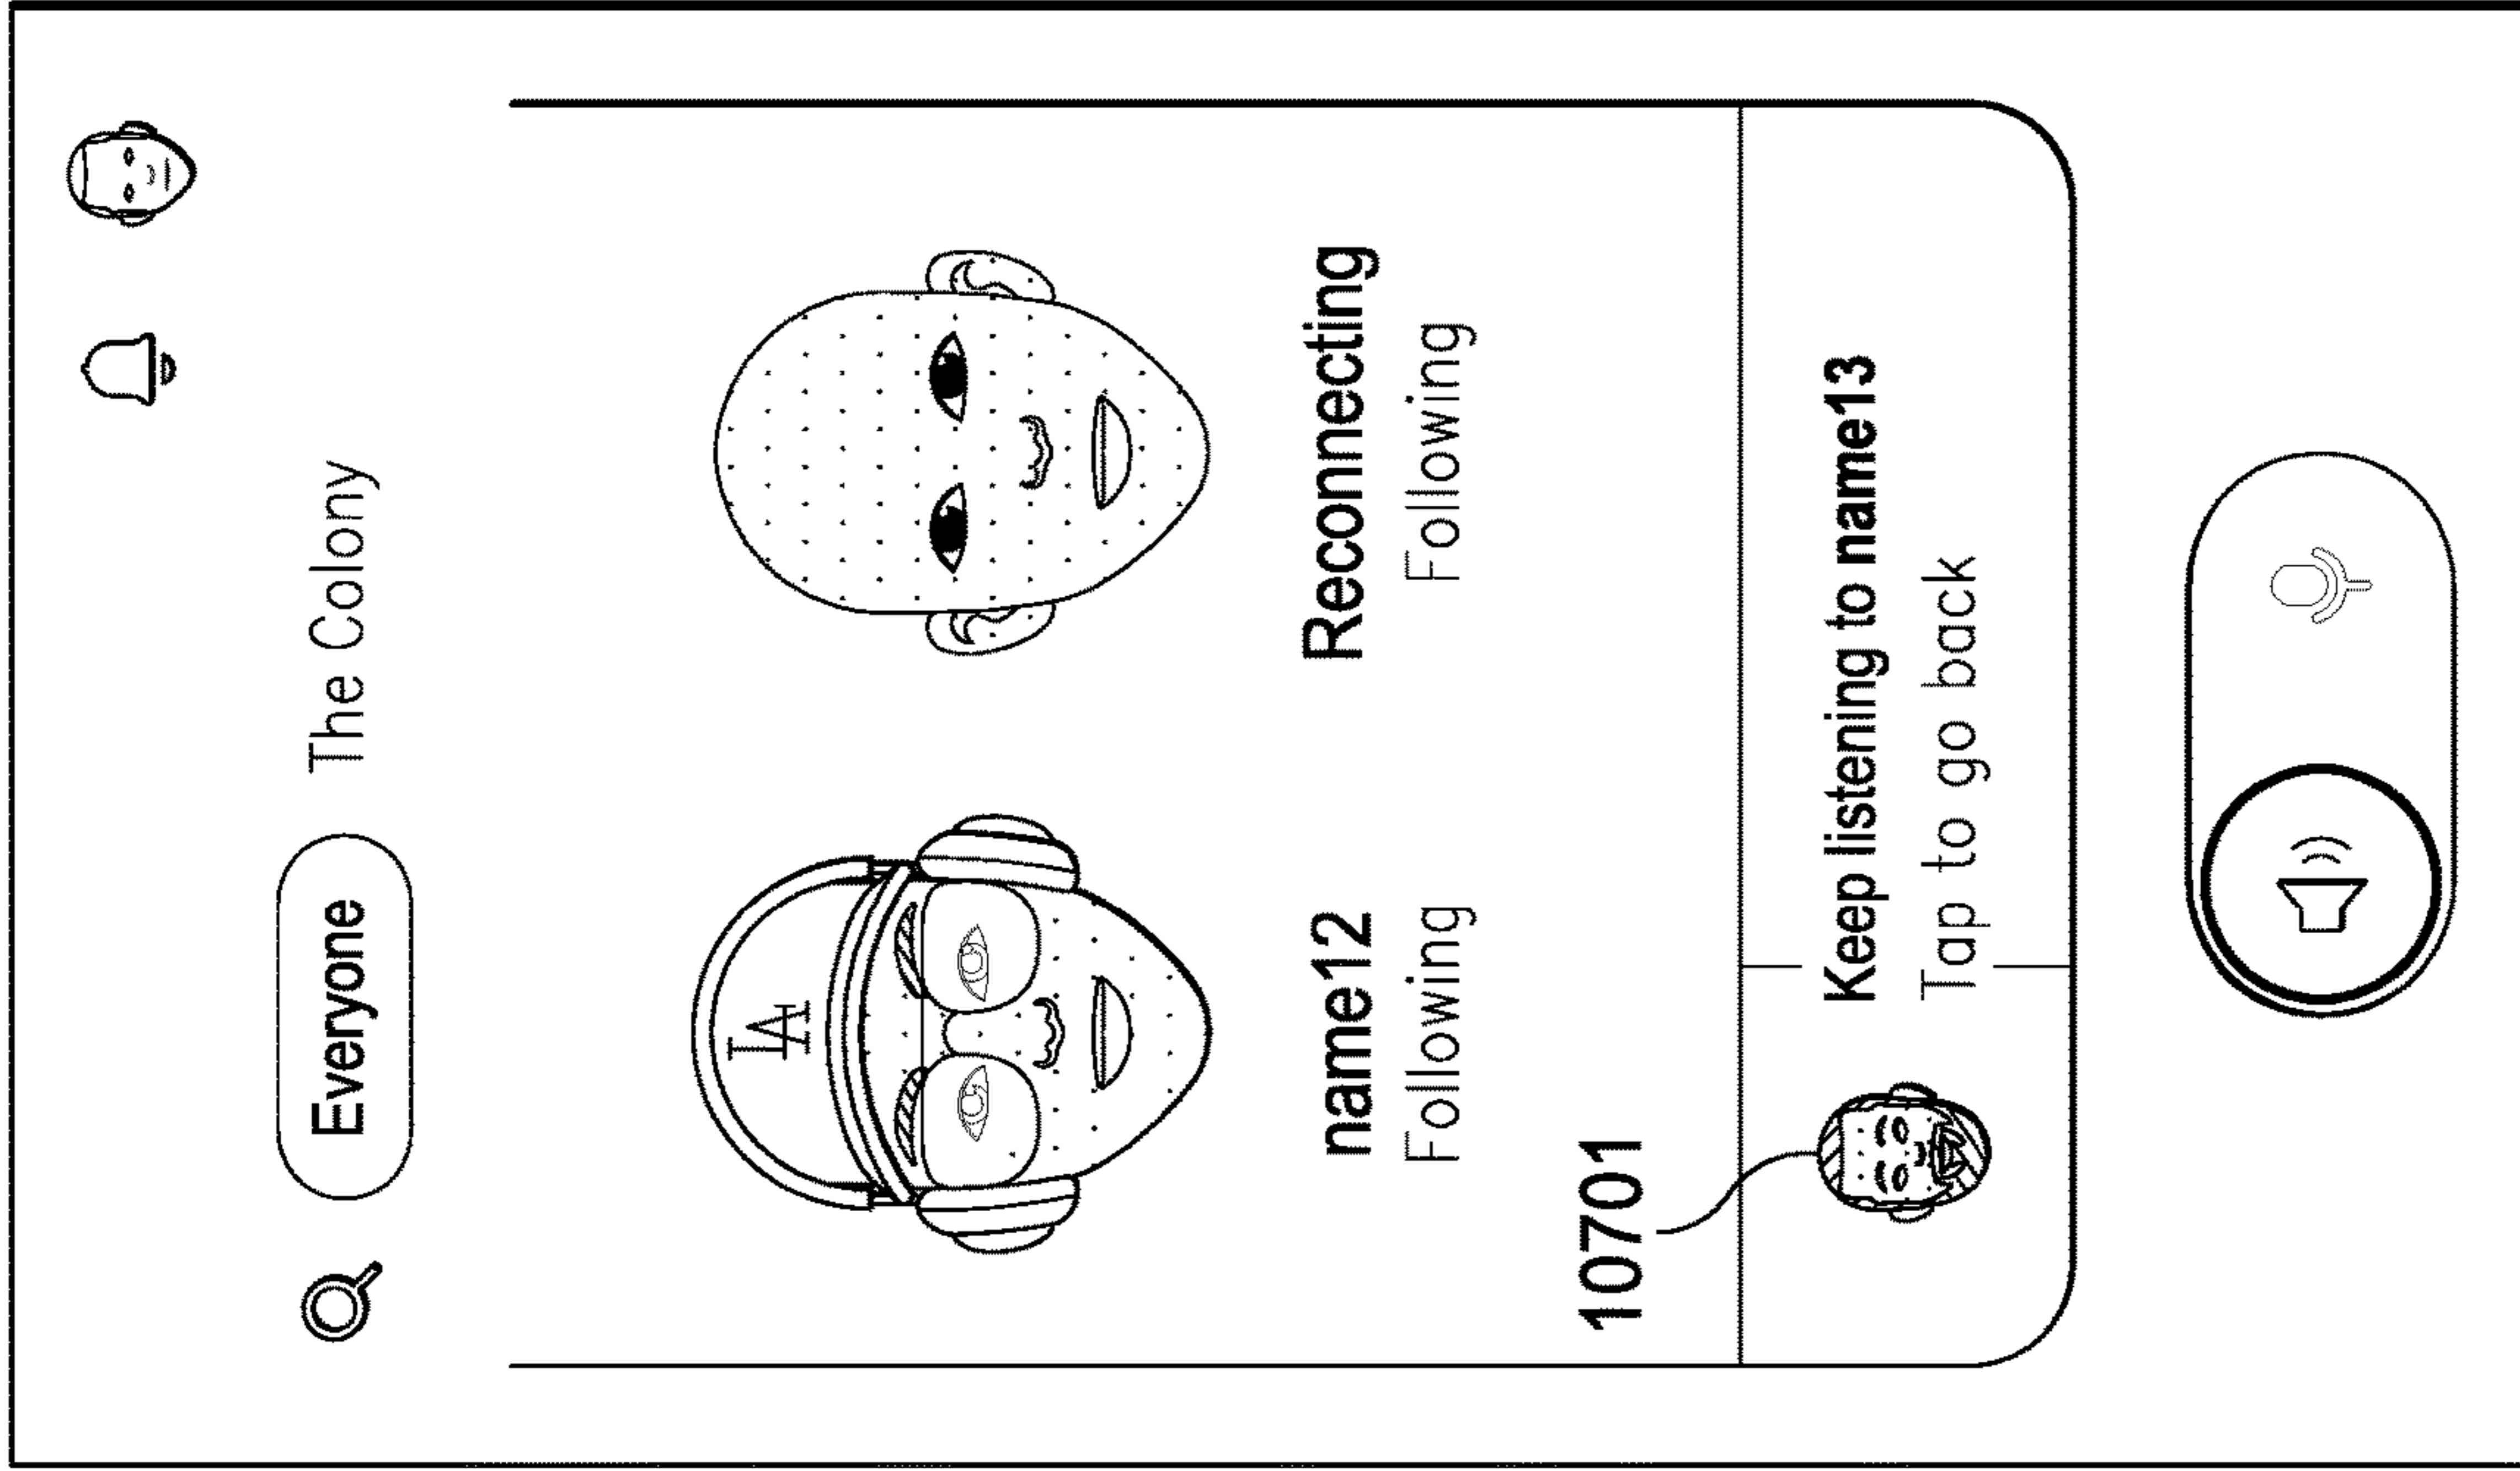 Everyone The Colony
LA
name12 Reconnecting
Following Following
10701
Keep listening to name13
Tap to go back